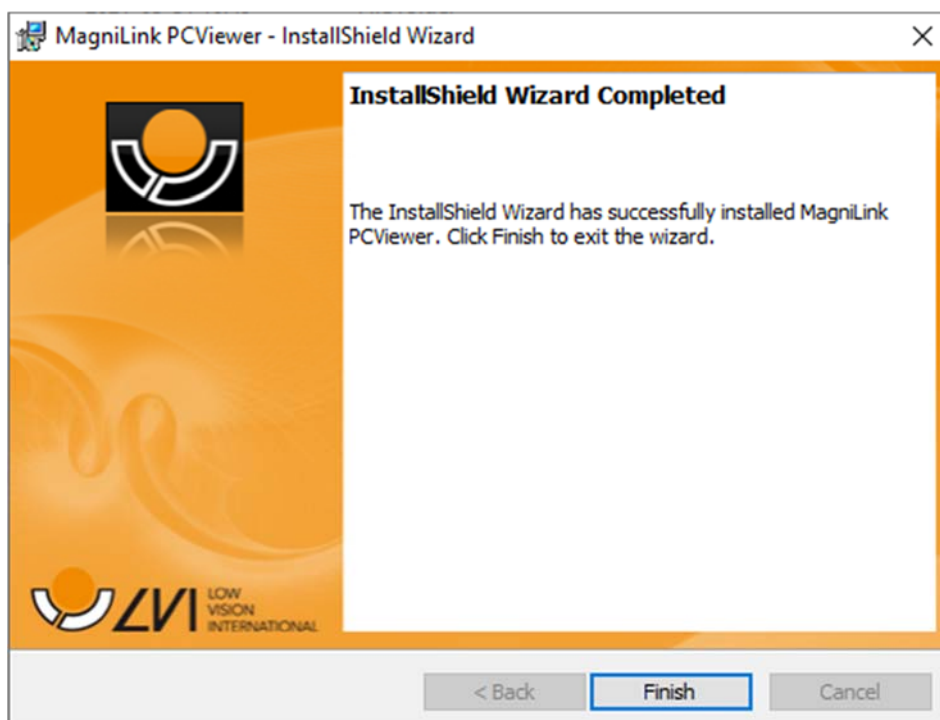 MagniLink PCViewer - InstallShield Wizard
InstallShield Wizard Completed
The InstallShield Wizard has successfully installed MagniLink
PCViewer. Click Finish to exit the wizard.
LVI
LOW
VISION
INTERNATIONAL
< Back
Finish
Cancel